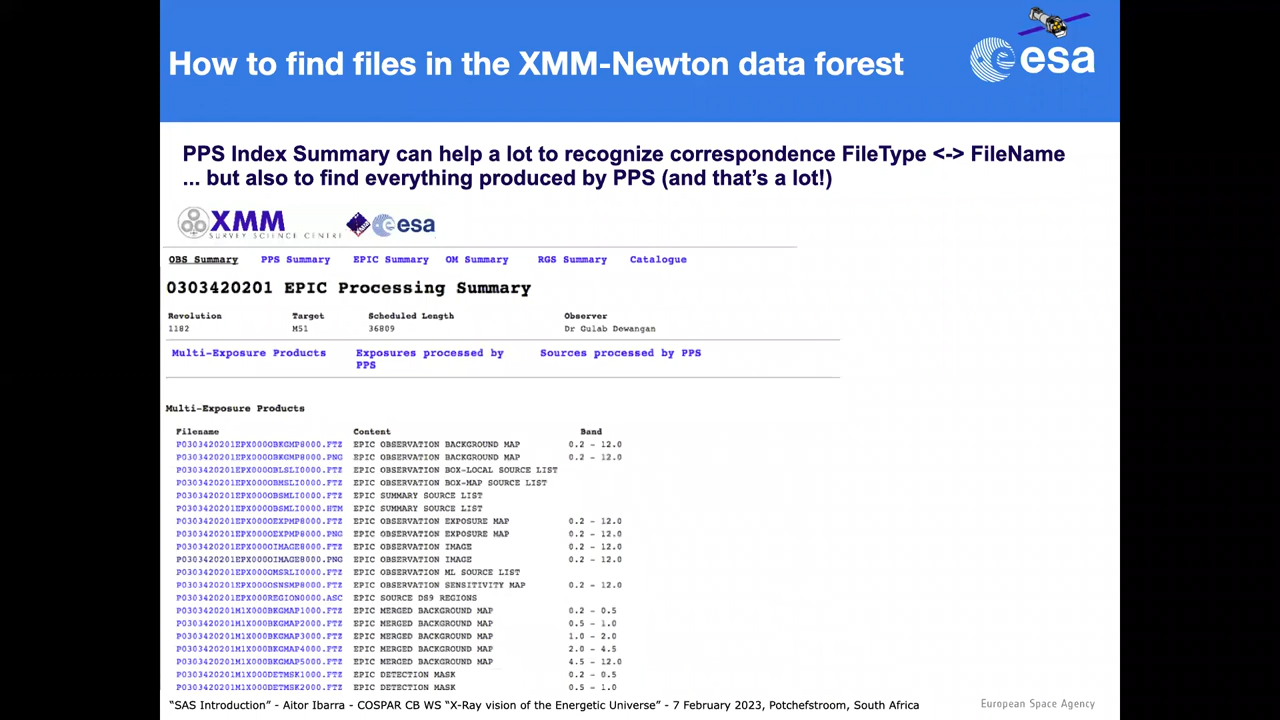 How to find files in the XMM-Newton data forest
esa
PPS Index Summary can help a lot to recognize correspondence FileType <-> FileName
... but also to find everything produced by PPS (and that's a lot!)
XMM
SURVEY SCIENCE CENTRE
esa
OBS Summary PPS Summary EPIC Summary OM Summary RGS Summary Catalogue
0303420201 EPIC Processing Summary
Revolution Target Scheduled Length Observer
1182 M51 36809 Dr Gulab Dewangan
Multi-Exposure Products Exposures processed by PPS Sources processed by PPS
Multi-Exposure Products
Filename Content Band
P0303420201EPX000OBKGMP8000.FTZ EPIC OBSERVATION BACKGROUND MAP 0.2 - 12.0
P0303420201EPX000OBKGMP8000.PNG EPIC OBSERVATION BACKGROUND MAP 0.2 - 12.0
P0303420201EPX000OBLSLI0000.FTZ EPIC OBSERVATION BOX-LOCAL SOURCE LIST
P0303420201EPX000OBMSLI0000.FTZ EPIC OBSERVATION BOX-MAP SOURCE LIST
P0303420201EPX000OBSMLI0000.FTZ EPIC SUMMARY SOURCE LIST
P0303420201EPX000OBSMLI0000.HTM EPIC SUMMARY SOURCE LIST
P0303420201EPX000OEXPMP8000.FTZ EPIC OBSERVATION EXPOSURE MAP 0.2 - 12.0
P0303420201EPX000OEXPMP8000.PNG EPIC OBSERVATION EXPOSURE MAP 0.2 - 12.0
P0303420201EPX000OIMAGE8000.FTZ EPIC OBSERVATION IMAGE 0.2 - 12.0
P0303420201EPX000OIMAGE8000.PNG EPIC OBSERVATION IMAGE 0.2 - 12.0
P0303420201EPX000OMSRLI0000.FTZ EPIC OBSERVATION ML SOURCE LIST
P0303420201EPX000OSNSMP8000.FTZ EPIC OBSERVATION SENSITIVITY MAP 0.2 - 12.0
P0303420201EPX000REGION0000.ASC EPIC SOURCE DS9 REGIONS
P0303420201M1X000BKGMAP1000.FTZ EPIC MERGED BACKGROUND MAP 0.2 - 0.5
P0303420201M1X000BKGMAP2000.FTZ EPIC MERGED BACKGROUND MAP 0.5 - 1.0
P0303420201M1X000BKGMAP3000.FTZ EPIC MERGED BACKGROUND MAP 1.0 - 2.0
P0303420201M1X000BKGMAP4000.FTZ EPIC MERGED BACKGROUND MAP 2.0 - 4.5
P0303420201M1X000BKGMAP5000.FTZ EPIC MERGED BACKGROUND MAP 4.5 - 12.0
P0303420201M1X000DETMSK1000.FTZ EPIC DETECTION MASK 0.2 - 0.5
P0303420201M1X000DETMSK2000.FTZ EPIC DETECTION MASK 0.5 - 1.0
"SAS Introduction" - Aitor Ibarra - COSPAR CB WS "X-Ray vision of the Energetic Universe" - 7 February 2023, Potchefstroom, South Africa
European Space Agency